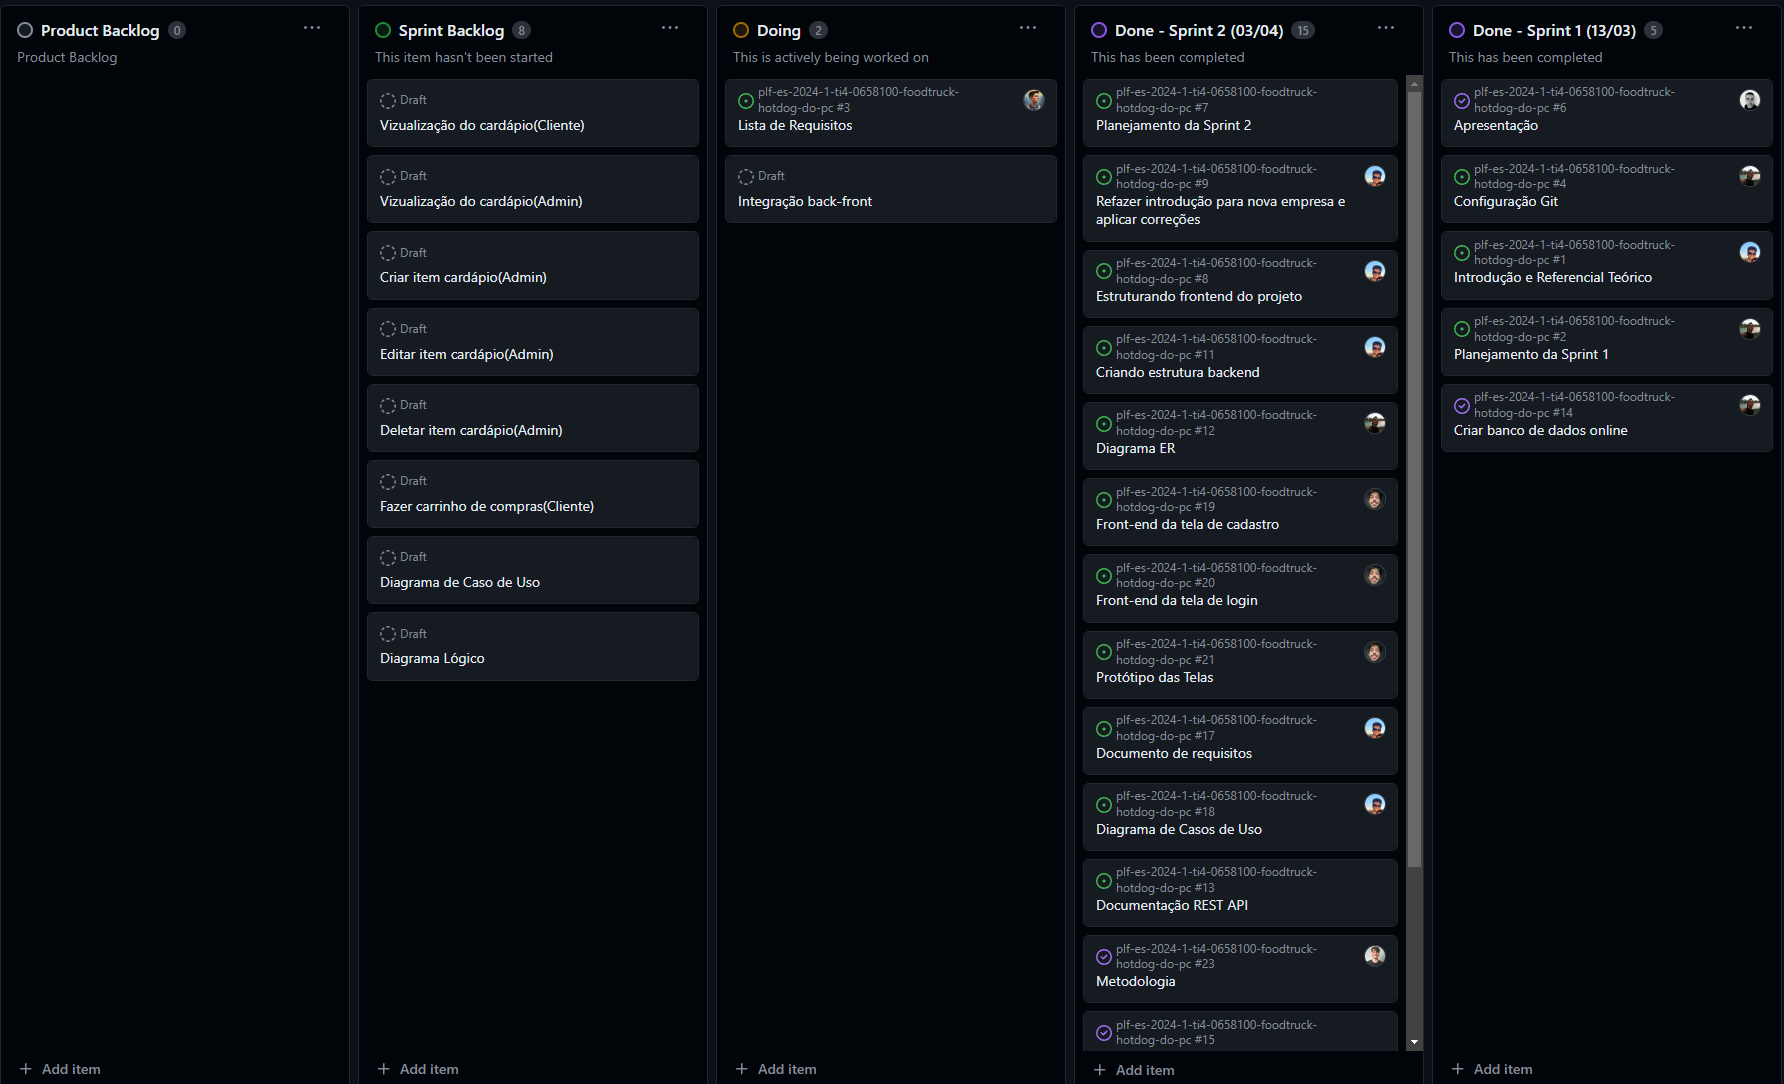 Product Backlog 0
Product Backlog
Add item
Sprint Backlog 8
This item hasn't been started
Draft
Vizualização do cardápio(Cliente)
Draft
Vizualização do cardápio(Admin)
Draft
Criar item cardápio(Admin)
Draft
Editar item cardápio(Admin)
Draft
Deletar item cardápio(Admin)
Draft
Fazer carrinho de compras(Cliente)
Draft
Diagrama de Caso de Uso
Draft
Diagrama Lógico
Add item
Doing 2
This is actively being worked on
plf-es-2024-1-ti4-0658100-foodtruck-
hotdog-do-pc #3
Lista de Requisitos
Draft
Integração back-front
Add item
Done - Sprint 2 (03/04) 15
This has been completed
plf-es-2024-1-ti4-0658100-foodtruck-
hotdog-do-pc #7
Planejamento da Sprint 2
plf-es-2024-1-ti4-0658100-foodtruck-
hotdog-do-pc #9
Refazer introdução para nova empresa e
aplicar correções
plf-es-2024-1-ti4-0658100-foodtruck-
hotdog-do-pc #8
Estruturando frontend do projeto
plf-es-2024-1-ti4-0658100-foodtruck-
hotdog-do-pc #11
Criando estrutura backend
plf-es-2024-1-ti4-0658100-foodtruck-
hotdog-do-pc #12
Diagrama ER
plf-es-2024-1-ti4-0658100-foodtruck-
hotdog-do-pc #19
Front-end da tela de cadastro
plf-es-2024-1-ti4-0658100-foodtruck-
hotdog-do-pc #20
Front-end da tela de login
plf-es-2024-1-ti4-0658100-foodtruck-
hotdog-do-pc #21
Protótipo das Telas
plf-es-2024-1-ti4-0658100-foodtruck-
hotdog-do-pc #17
Documento de requisitos
plf-es-2024-1-ti4-0658100-foodtruck-
hotdog-do-pc #18
Diagrama de Casos de Uso
plf-es-2024-1-ti4-0658100-foodtruck-
hotdog-do-pc #13
Documentação REST API
plf-es-2024-1-ti4-0658100-foodtruck-
hotdog-do-pc #23
Metodologia
plf-es-2024-1-ti4-0658100-foodtruck-
hotdog-do-pc #15
Add item
Done - Sprint 1 (13/03) 5
This has been completed
plf-es-2024-1-ti4-0658100-foodtruck-
hotdog-do-pc #6
Apresentação
plf-es-2024-1-ti4-0658100-foodtruck-
hotdog-do-pc #4
Configuração Git
plf-es-2024-1-ti4-0658100-foodtruck-
hotdog-do-pc #1
Introdução e Referencial Teórico
plf-es-2024-1-ti4-0658100-foodtruck-
hotdog-do-pc #2
Planejamento da Sprint 1
plf-es-2024-1-ti4-0658100-foodtruck-
hotdog-do-pc #14
Criar banco de dados online
Add item